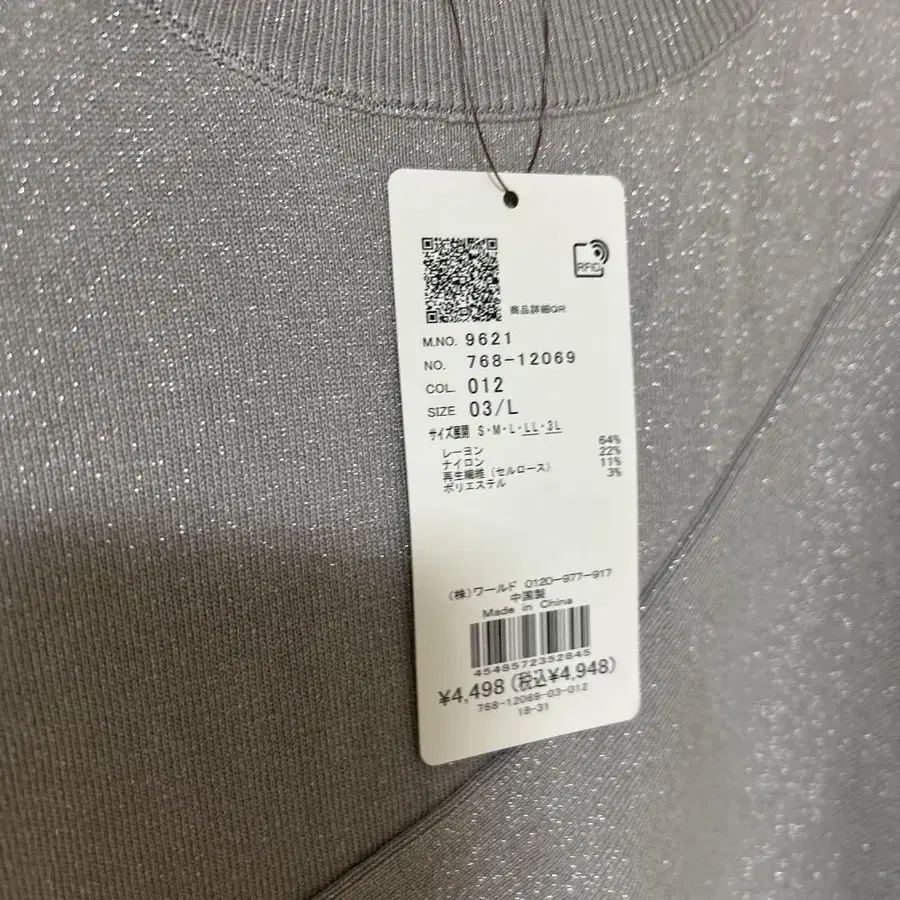 RFID
商品詳細QR
M.NO. 9621
NO. 768-12069
COL. 012
SIZE 03/L
サイズ展開 S・M・L・LL・3L
レーヨン 64%
ナイロン 22%
再生繊維(セルロース) 11%
ポリエステル 3%
(株)ワールド 0120-977-917
中国製
Made in China
4548572352845
¥4,498(税込¥4,948)
768-12069-03-012
18-31